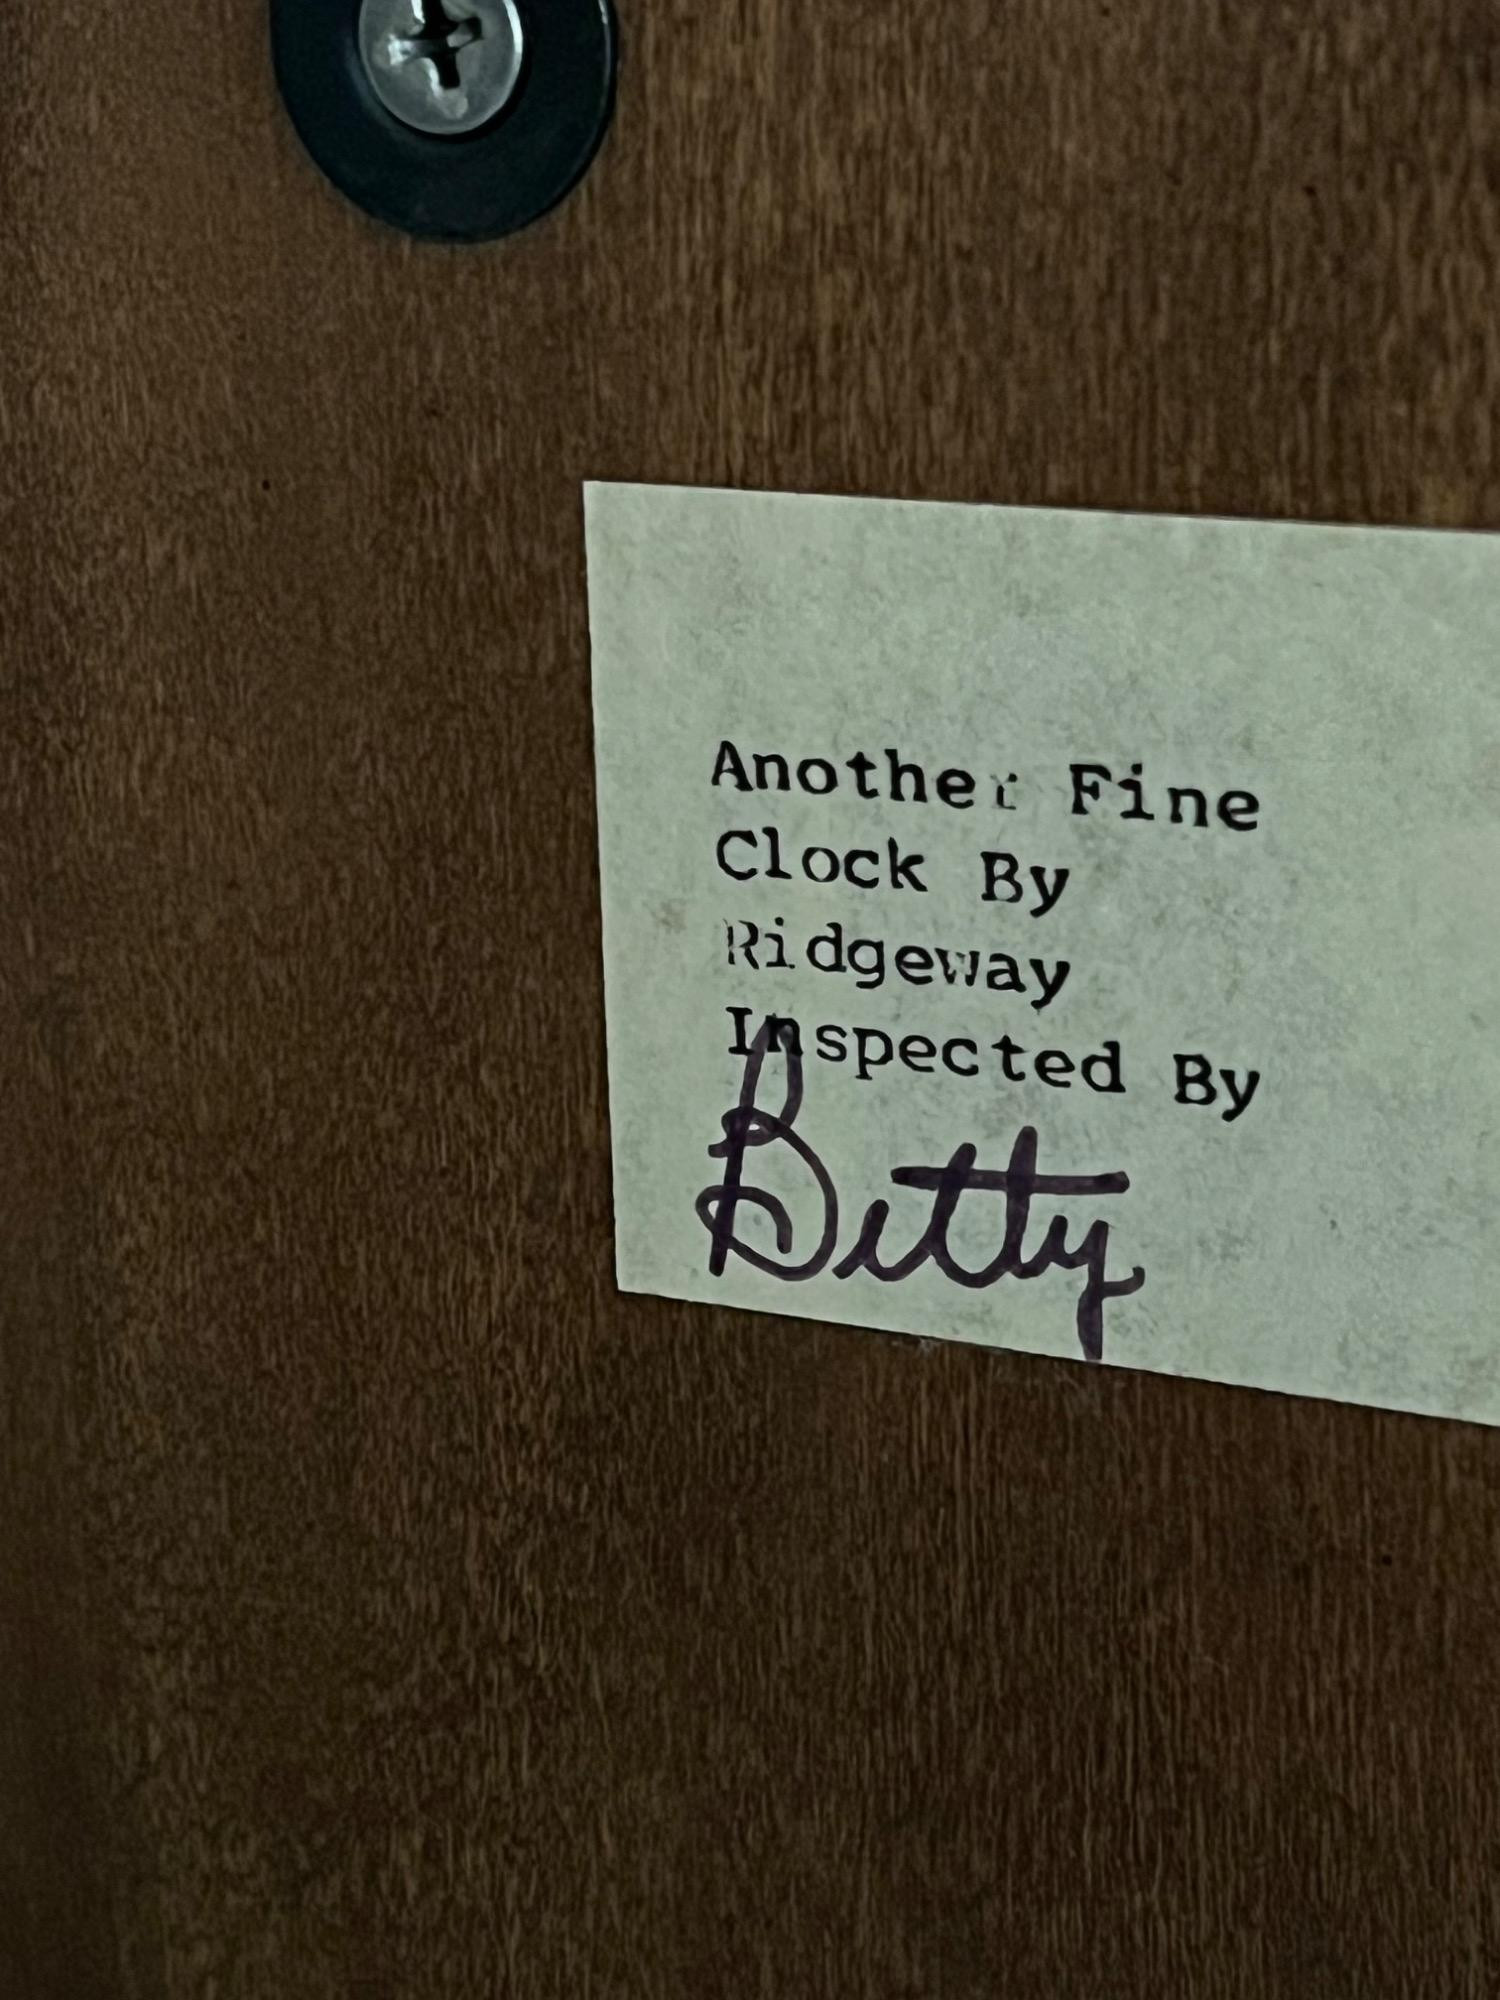 Another Fine
Clock By
Ridgeway
Inspected By
Betty